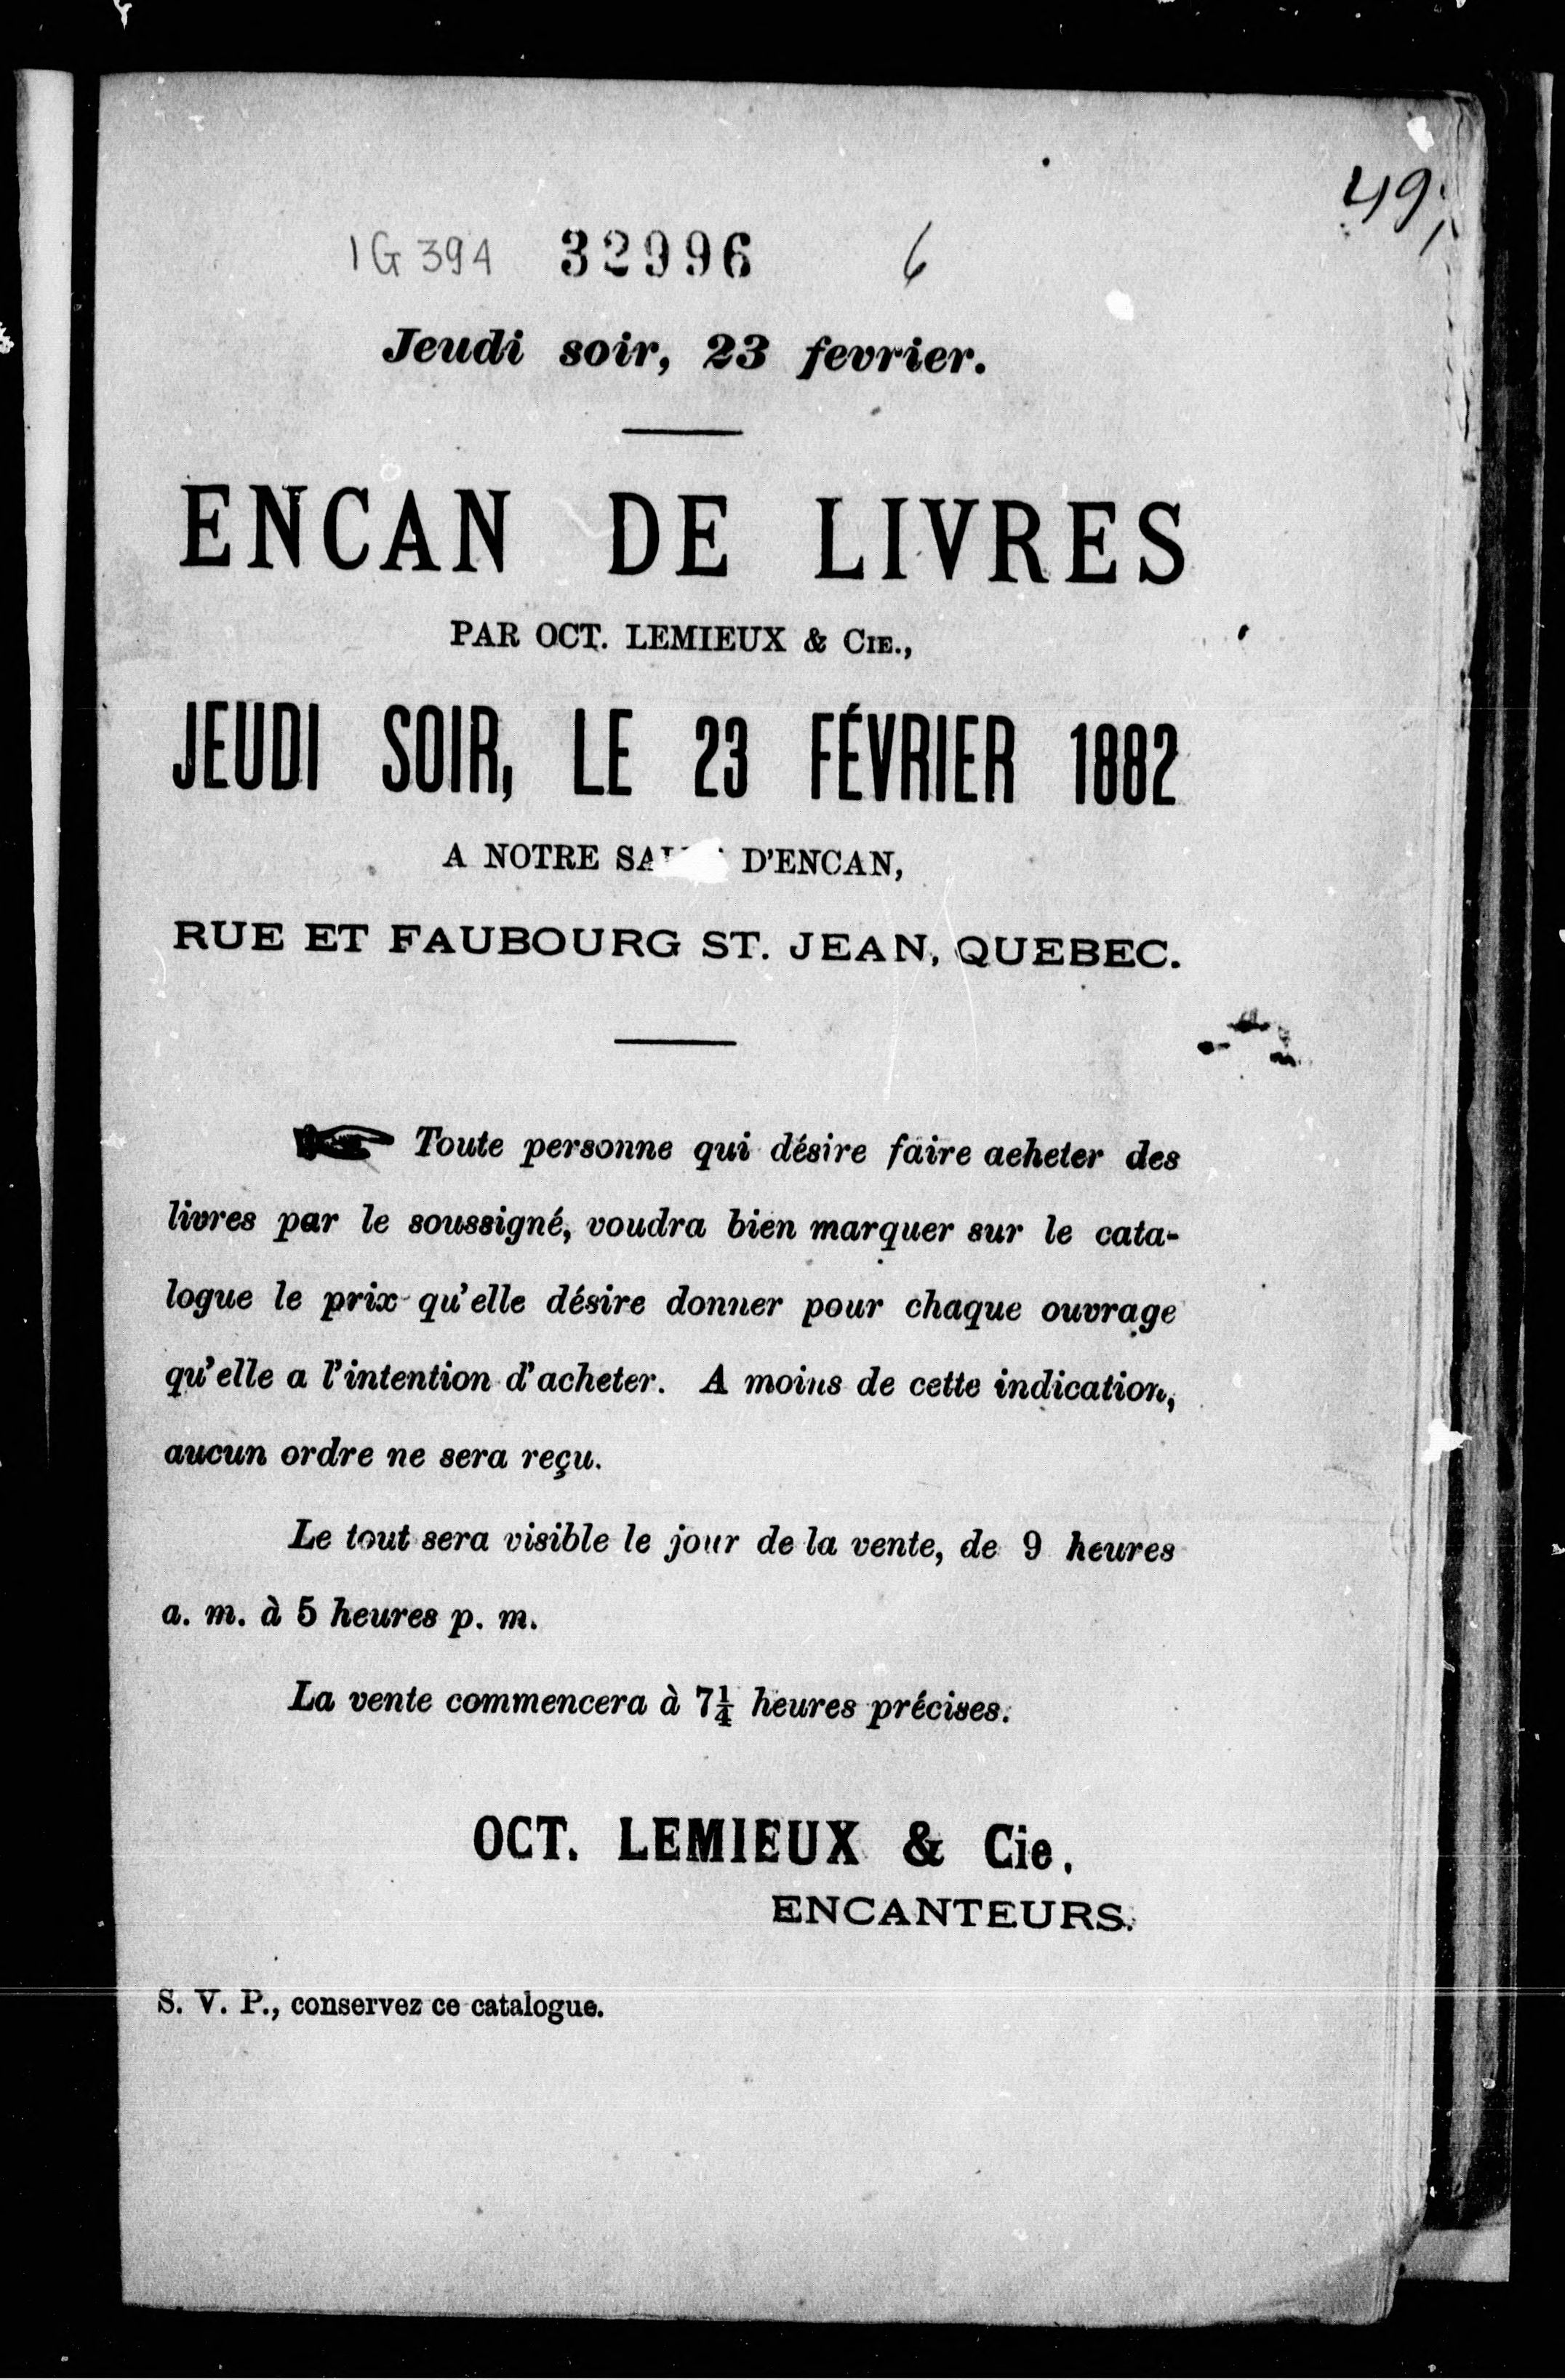 49
IG 394 32996 6
Jeudi soir, 23 fevrier.
ENCAN DE LIVRES
PAR OCT. LEMIEUX & CIE.,
JEUDI SOIR, LE 23 FÉVRIER 1882
A NOTRE D'ENCAN,
RUE ET FAUBOURG ST. JEAN, QUEBEC.
☞ Toute personne qui désire faire aeheter des
livres par le soussigné, voudra bien marquer sur le cata-
logue le prix qu'elle désire donner pour chaque ouvrage
qu'elle a l'intention d'acheter. A moins de cette indication,
aucun ordre ne sera reçu.
Le tout sera visible le jour de la vente, de 9 heures
a. m. à 5 heures p. m.
La vente commencera à 7¼ heures précises.
OCT. LEMIEUX & Cie.
ENCANTEURS.
S. V. P., conservez ce catalogue.